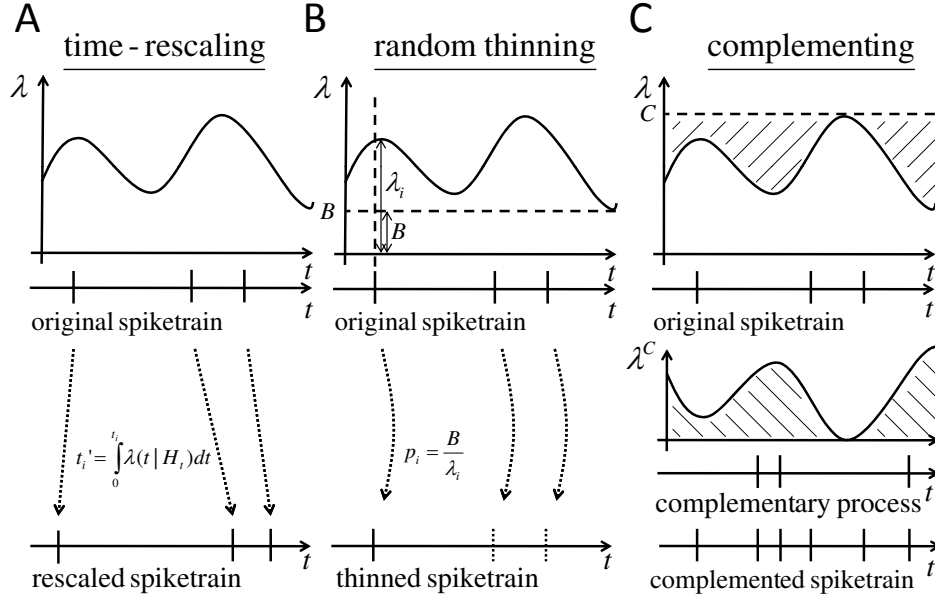 A
time - rescaling
λ
t
t
original spiketrain
t_i' = ∫_0^{t_i} λ(t | H_t) dt
t
rescaled spiketrain
B
random thinning
λ
λ_i
B
B
t
t
original spiketrain
p_i = B / λ_i
t
thinned spiketrain
C
complementing
λ
C
t
t
original spiketrain
λ^C
t
complementary process
t
complemented spiketrain